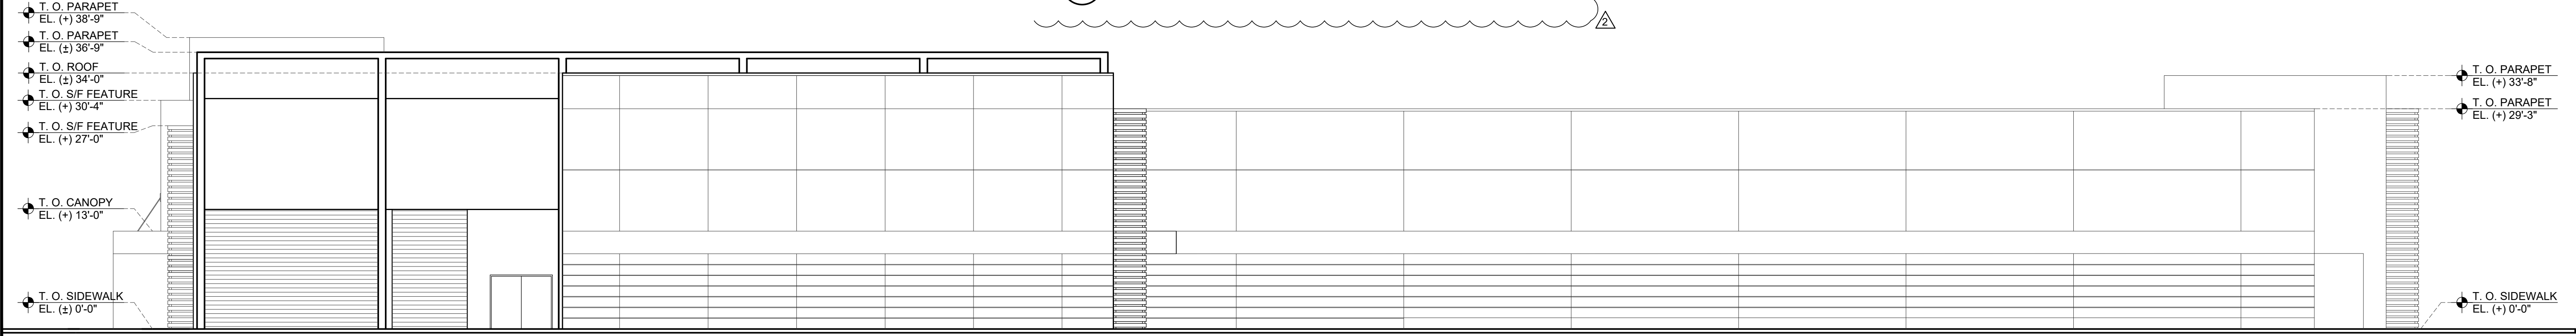 T. O. PARAPET
EL. (+) 38'-9"
T. O. PARAPET
EL. (±) 36'-9"
T. O. ROOF
EL. (±) 34'-0"
T. O. S/F FEATURE
EL. (+) 30'-4"
T. O. S/F FEATURE
EL. (+) 27'-0"
T. O. CANOPY
EL. (+) 13'-0"
T. O. SIDEWALK
EL. (±) 0'-0"
2
T. O. PARAPET
EL. (+) 33'-8"
T. O. PARAPET
EL. (+) 29'-3"
T. O. SIDEWALK
EL. (+) 0'-0"